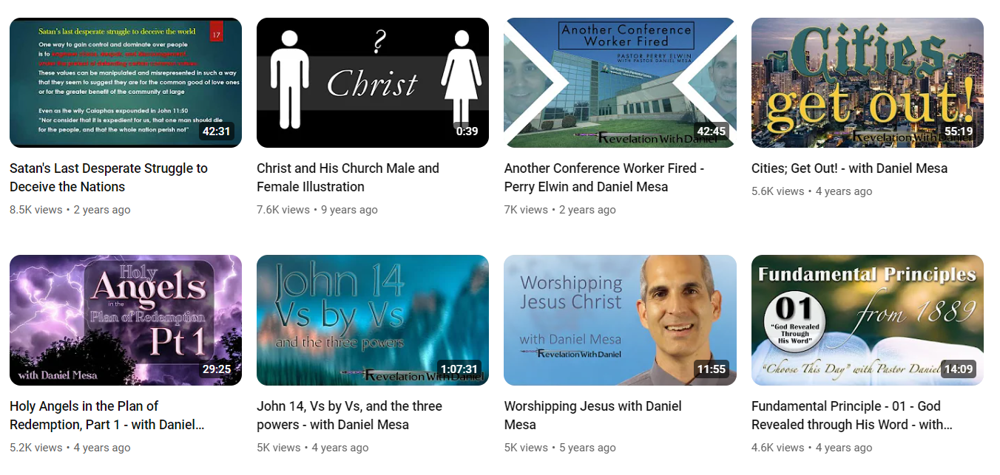 Satan's last desperate struggle to deceive the world
17
One way to gain control and dominate over people
is to
These values can be manipulated and misrepresented in such a way
that they seem to suggest they are for the common good of love ones
or for the greater benefit of the community at large
Even as the wily Caiaphas expounded in John 11:50
"Nor consider that it is expedient for us, that one man should die
for the people, and that the whole nation perish not"
42:31
?
Christ
0:39
Another Conference
Worker Fired
PASTOR PERRY ELWIN
WITH PASTOR DANIEL MESA
Revelation With Daniel
42:45
~Cities~
get out!
Revelation With Daniel
55:19
Satan's Last Desperate Struggle to
Deceive the Nations
8.5K views • 2 years ago
Christ and His Church Male and
Female Illustration
7.6K views • 9 years ago
Another Conference Worker Fired -
Perry Elwin and Daniel Mesa
7K views • 2 years ago
Cities; Get Out! - with Daniel Mesa
5.6K views • 4 years ago
Holy
Angels
in the
Plan of Redemption
Pt 1
with Daniel Mesa
29:25
John 14
Vs by Vs
and the three powers
Revelation With Daniel
1:07:31
Worshipping
Jesus Christ
with Daniel Mesa
Revelation With Daniel
11:55
Fundamental Principles
01
from 1889
"God Revealed
Through
His Word"
"Choose This Day" with Pastor Daniel
14:09
Holy Angels in the Plan of
Redemption, Part 1 - with Daniel...
5.2K views • 4 years ago
John 14, Vs by Vs, and the three
powers - with Daniel Mesa
5K views • 4 years ago
Worshipping Jesus with Daniel
Mesa
5K views • 5 years ago
Fundamental Principle - 01 - God
Revealed through His Word - with...
4.6K views • 4 years ago